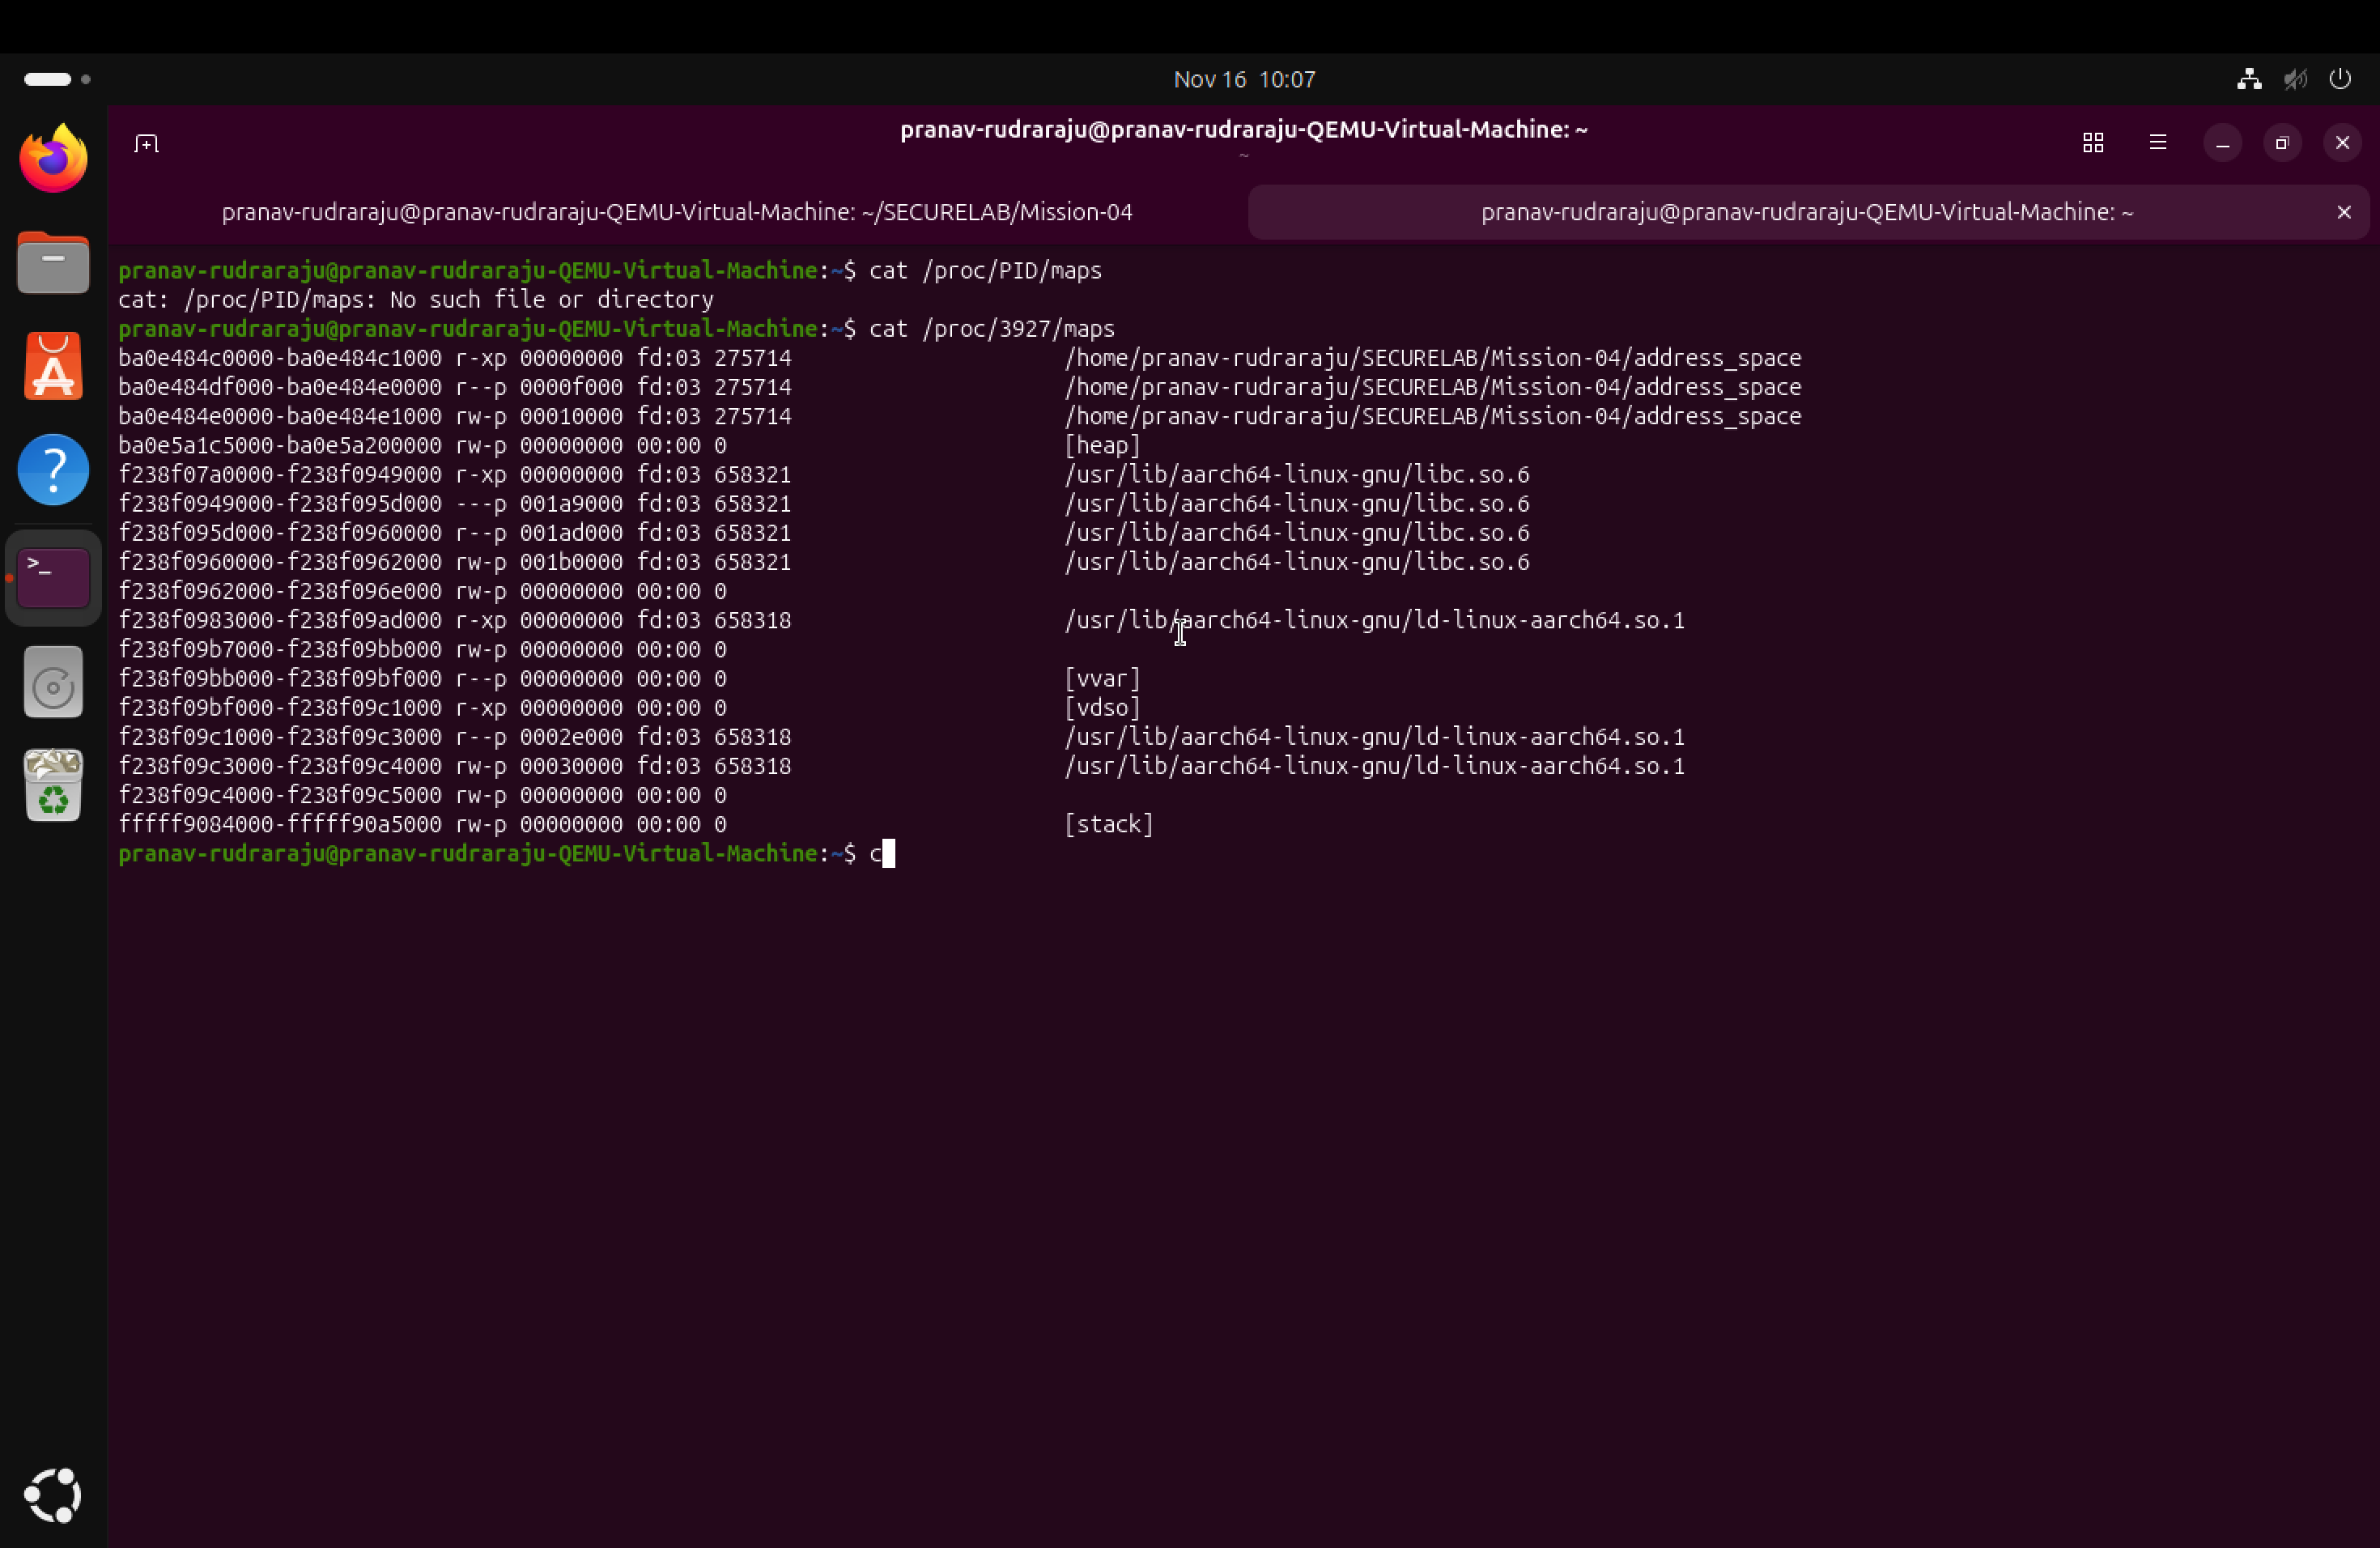 Nov 16 10:07
pranav-rudraraju@pranav-rudraraju-QEMU-Virtual-Machine: ~
~
pranav-rudraraju@pranav-rudraraju-QEMU-Virtual-Machine: ~/SECURELAB/Mission-04
pranav-rudraraju@pranav-rudraraju-QEMU-Virtual-Machine: ~
pranav-rudraraju@pranav-rudraraju-QEMU-Virtual-Machine:~$ cat /proc/PID/maps
cat: /proc/PID/maps: No such file or directory
pranav-rudraraju@pranav-rudraraju-QEMU-Virtual-Machine:~$ cat /proc/3927/maps
ba0e484c0000-ba0e484c1000 r-xp 00000000 fd:03 275714 /home/pranav-rudraraju/SECURELAB/Mission-04/address_space
ba0e484df000-ba0e484e0000 r--p 0000f000 fd:03 275714 /home/pranav-rudraraju/SECURELAB/Mission-04/address_space
ba0e484e0000-ba0e484e1000 rw-p 00010000 fd:03 275714 /home/pranav-rudraraju/SECURELAB/Mission-04/address_space
ba0e5a1c5000-ba0e5a200000 rw-p 00000000 00:00 0 [heap]
f238f07a0000-f238f0949000 r-xp 00000000 fd:03 658321 /usr/lib/aarch64-linux-gnu/libc.so.6
f238f0949000-f238f095d000 ---p 001a9000 fd:03 658321 /usr/lib/aarch64-linux-gnu/libc.so.6
f238f095d000-f238f0960000 r--p 001ad000 fd:03 658321 /usr/lib/aarch64-linux-gnu/libc.so.6
f238f0960000-f238f0962000 rw-p 001b0000 fd:03 658321 /usr/lib/aarch64-linux-gnu/libc.so.6
f238f0962000-f238f096e000 rw-p 00000000 00:00 0
f238f0983000-f238f09ad000 r-xp 00000000 fd:03 658318 /usr/lib/aarch64-linux-gnu/ld-linux-aarch64.so.1
f238f09b7000-f238f09bb000 rw-p 00000000 00:00 0
f238f09bb000-f238f09bf000 r--p 00000000 00:00 0 [vvar]
f238f09bf000-f238f09c1000 r-xp 00000000 00:00 0 [vdso]
f238f09c1000-f238f09c3000 r--p 0002e000 fd:03 658318 /usr/lib/aarch64-linux-gnu/ld-linux-aarch64.so.1
f238f09c3000-f238f09c4000 rw-p 00030000 fd:03 658318 /usr/lib/aarch64-linux-gnu/ld-linux-aarch64.so.1
f238f09c4000-f238f09c5000 rw-p 00000000 00:00 0
fffff9084000-fffff90a5000 rw-p 00000000 00:00 0 [stack]
pranav-rudraraju@pranav-rudraraju-QEMU-Virtual-Machine:~$ c